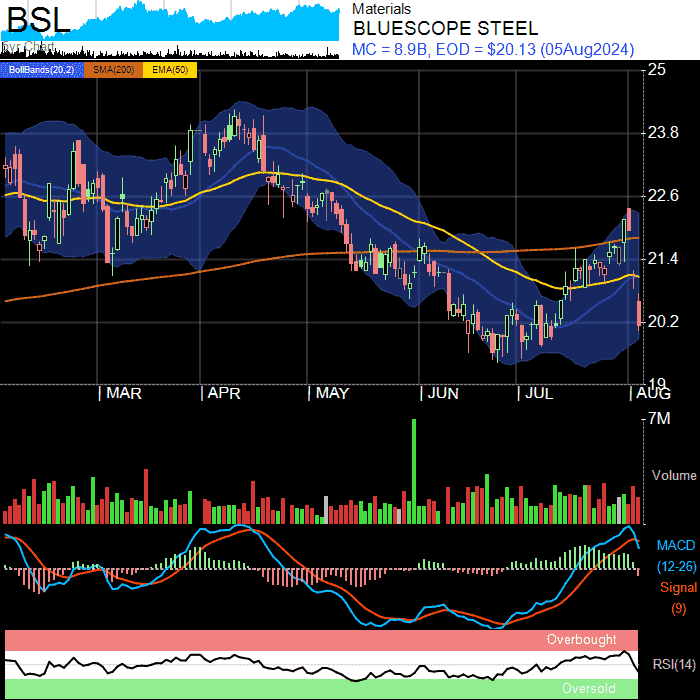 BSL
Materials
BLUESCOPE STEEL
MC = 8.9B, EOD = $20.13 (05Aug2024)
BollBands(20,2) SMA(200) EMA(50)
25
23.8
22.6
21.4
20.2
19
MAR APR MAY JUN JUL AUG
7M
Volume
MACD
(12-26)
Signal
(9)
Overbought
RSI(14)
Oversold